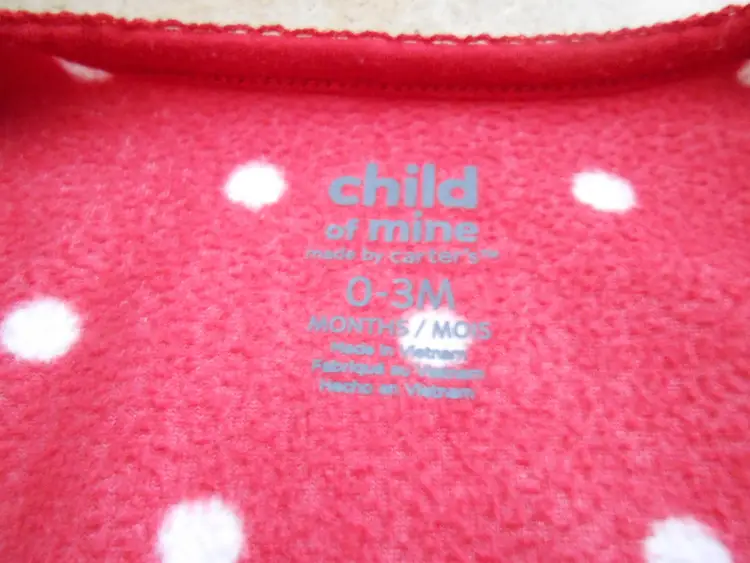 child
of mine
made by carter's™
0-3M
MONTHS / MOIS
Made in Vietnam
Fabriqué au Vietnam
Hecho en Vietnam